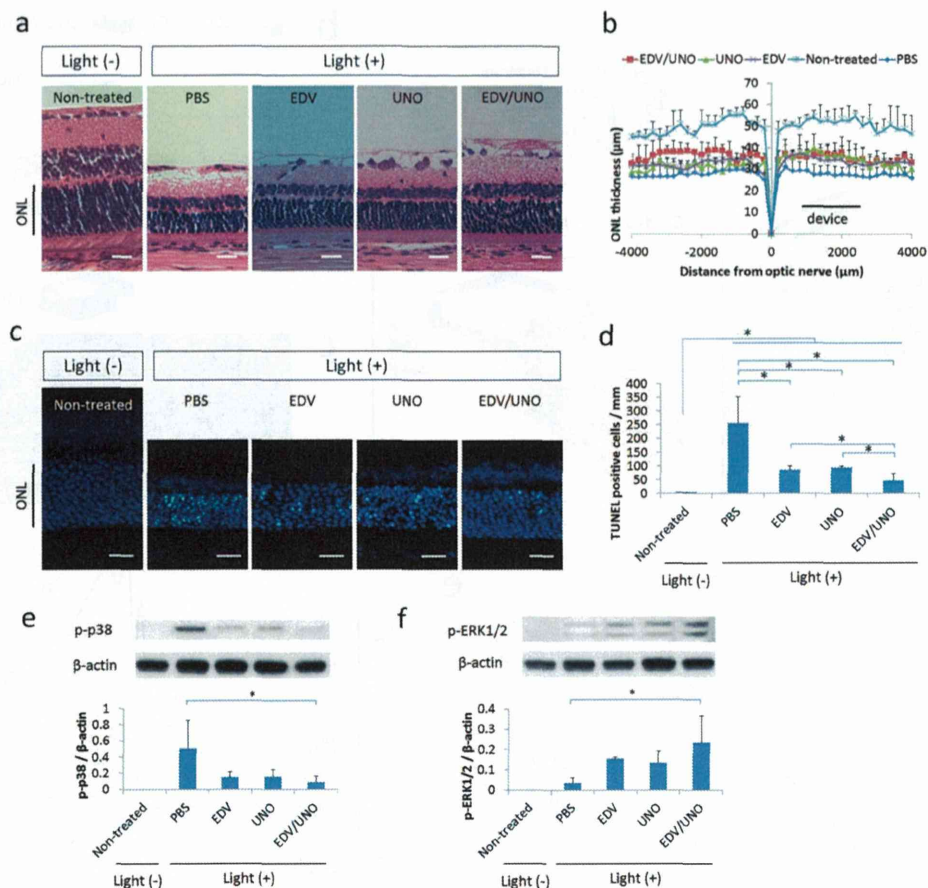 a
Light (-)
Light (+)
Non-treated
PBS
EDV
UNO
EDV/UNO
ONL
b
EDV/UNO
UNO
EDV
Non-treated
PBS
ONL thickness (μm)
70
60
50
40
30
20
10
0
device
-4000
-2000
0
2000
4000
Distance from optic nerve (μm)
c
Light (-)
Light (+)
Non-treated
PBS
EDV
UNO
EDV/UNO
ONL
d
*
*
*
*
*
*
TUNEL positive cells / mm
400
350
300
250
200
150
100
50
0
Non-treated
PBS
EDV
UNO
EDV/UNO
Light (-)
Light (+)
e
p-p38
β-actin
*
p-p38 / β-actin
1
0.8
0.6
0.4
0.2
0
Non-treated
PBS
EDV
UNO
EDV/UNO
Light (-)
Light (+)
f
p-ERK1/2
β-actin
*
p-ERK1/2 / β-actin
0.4
0.3
0.2
0.1
0
Non-treated
PBS
EDV
UNO
EDV/UNO
Light (-)
Light (+)